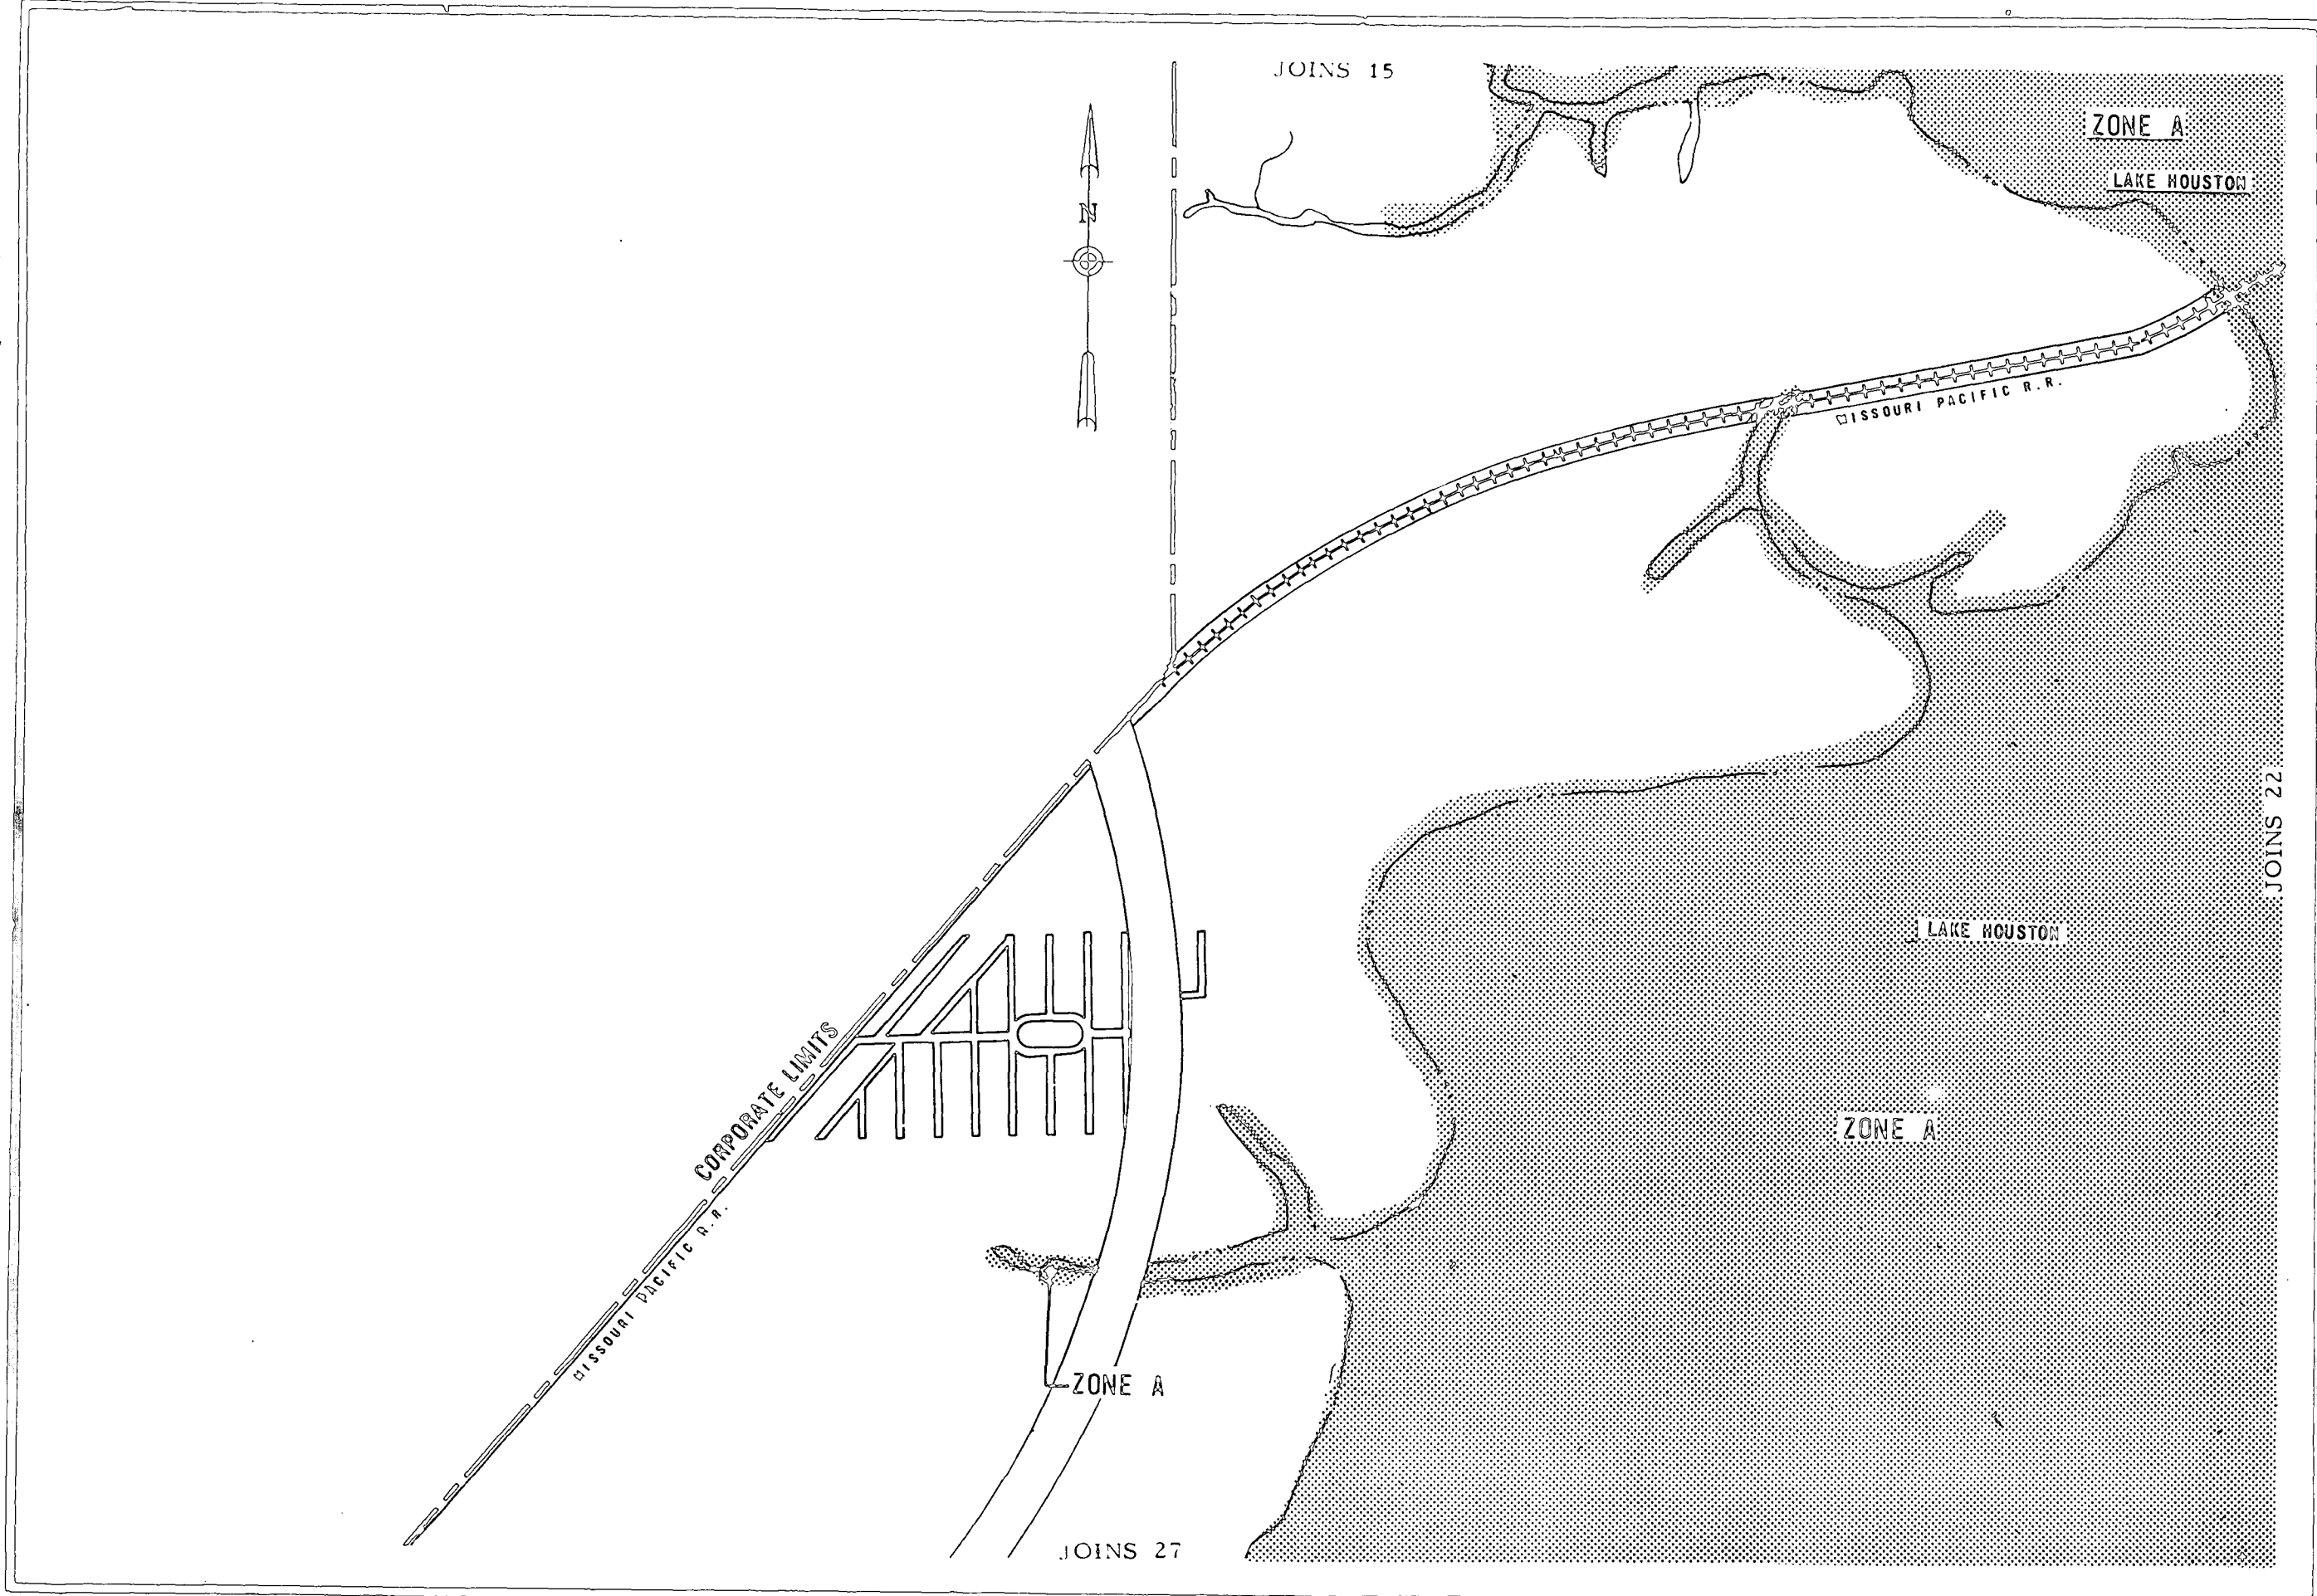 JOINS 15
ZONE A
LAKE HOUSTON
N
MISSOURI PACIFIC R.R.
JOINS 22
LAKE HOUSTON
CORPORATE LIMITS
ZONE A
MISSOURI PACIFIC R.R.
ZONE A
JOINS 27